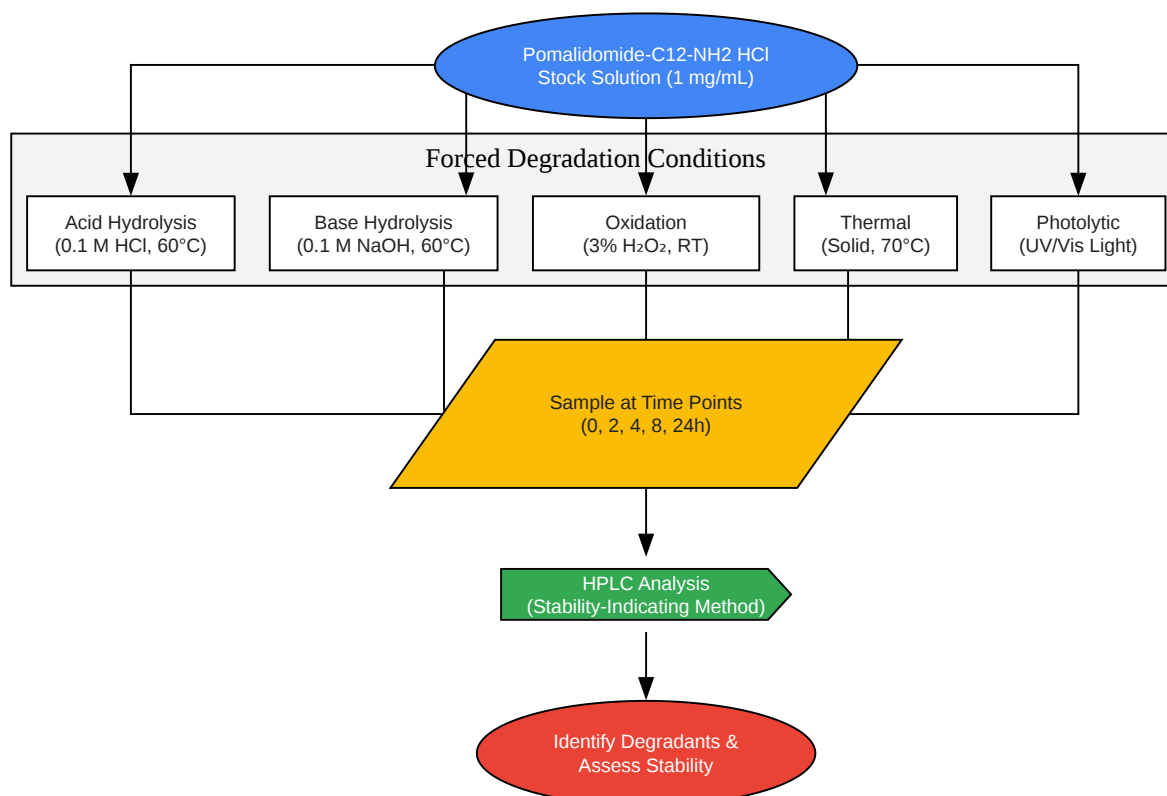 Pomalidomide-C12-NH2 HCl
Stock Solution (1 mg/mL)
Forced Degradation Conditions
Acid Hydrolysis
(0.1 M HCl, 60°C)
Base Hydrolysis
(0.1 M NaOH, 60°C)
Oxidation
(3% H₂O₂, RT)
Thermal
(Solid, 70°C)
Photolytic
(UV/Vis Light)
Sample at Time Points
(0, 2, 4, 8, 24h)
HPLC Analysis
(Stability-Indicating Method)
Identify Degradants &
Assess Stability